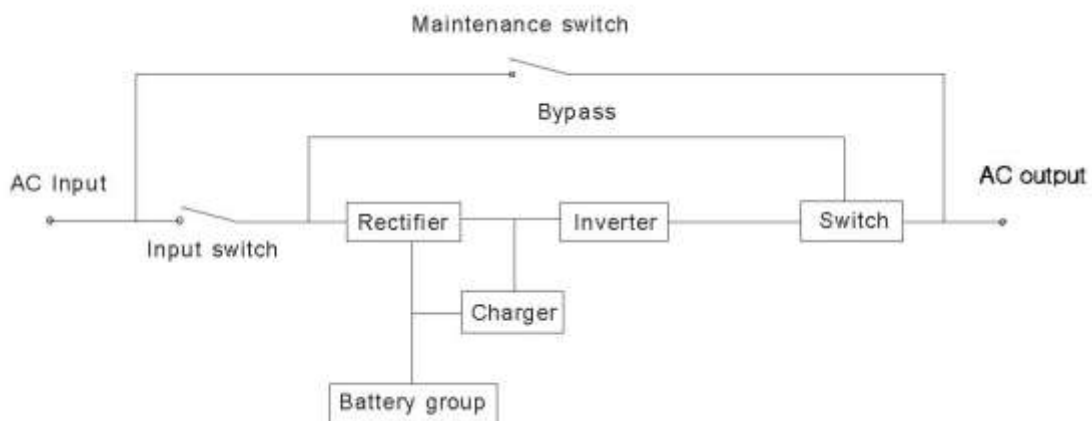 Maintenance switch
Bypass
AC Input
AC output
Input switch
Rectifier
Inverter
Switch
Charger
Battery group